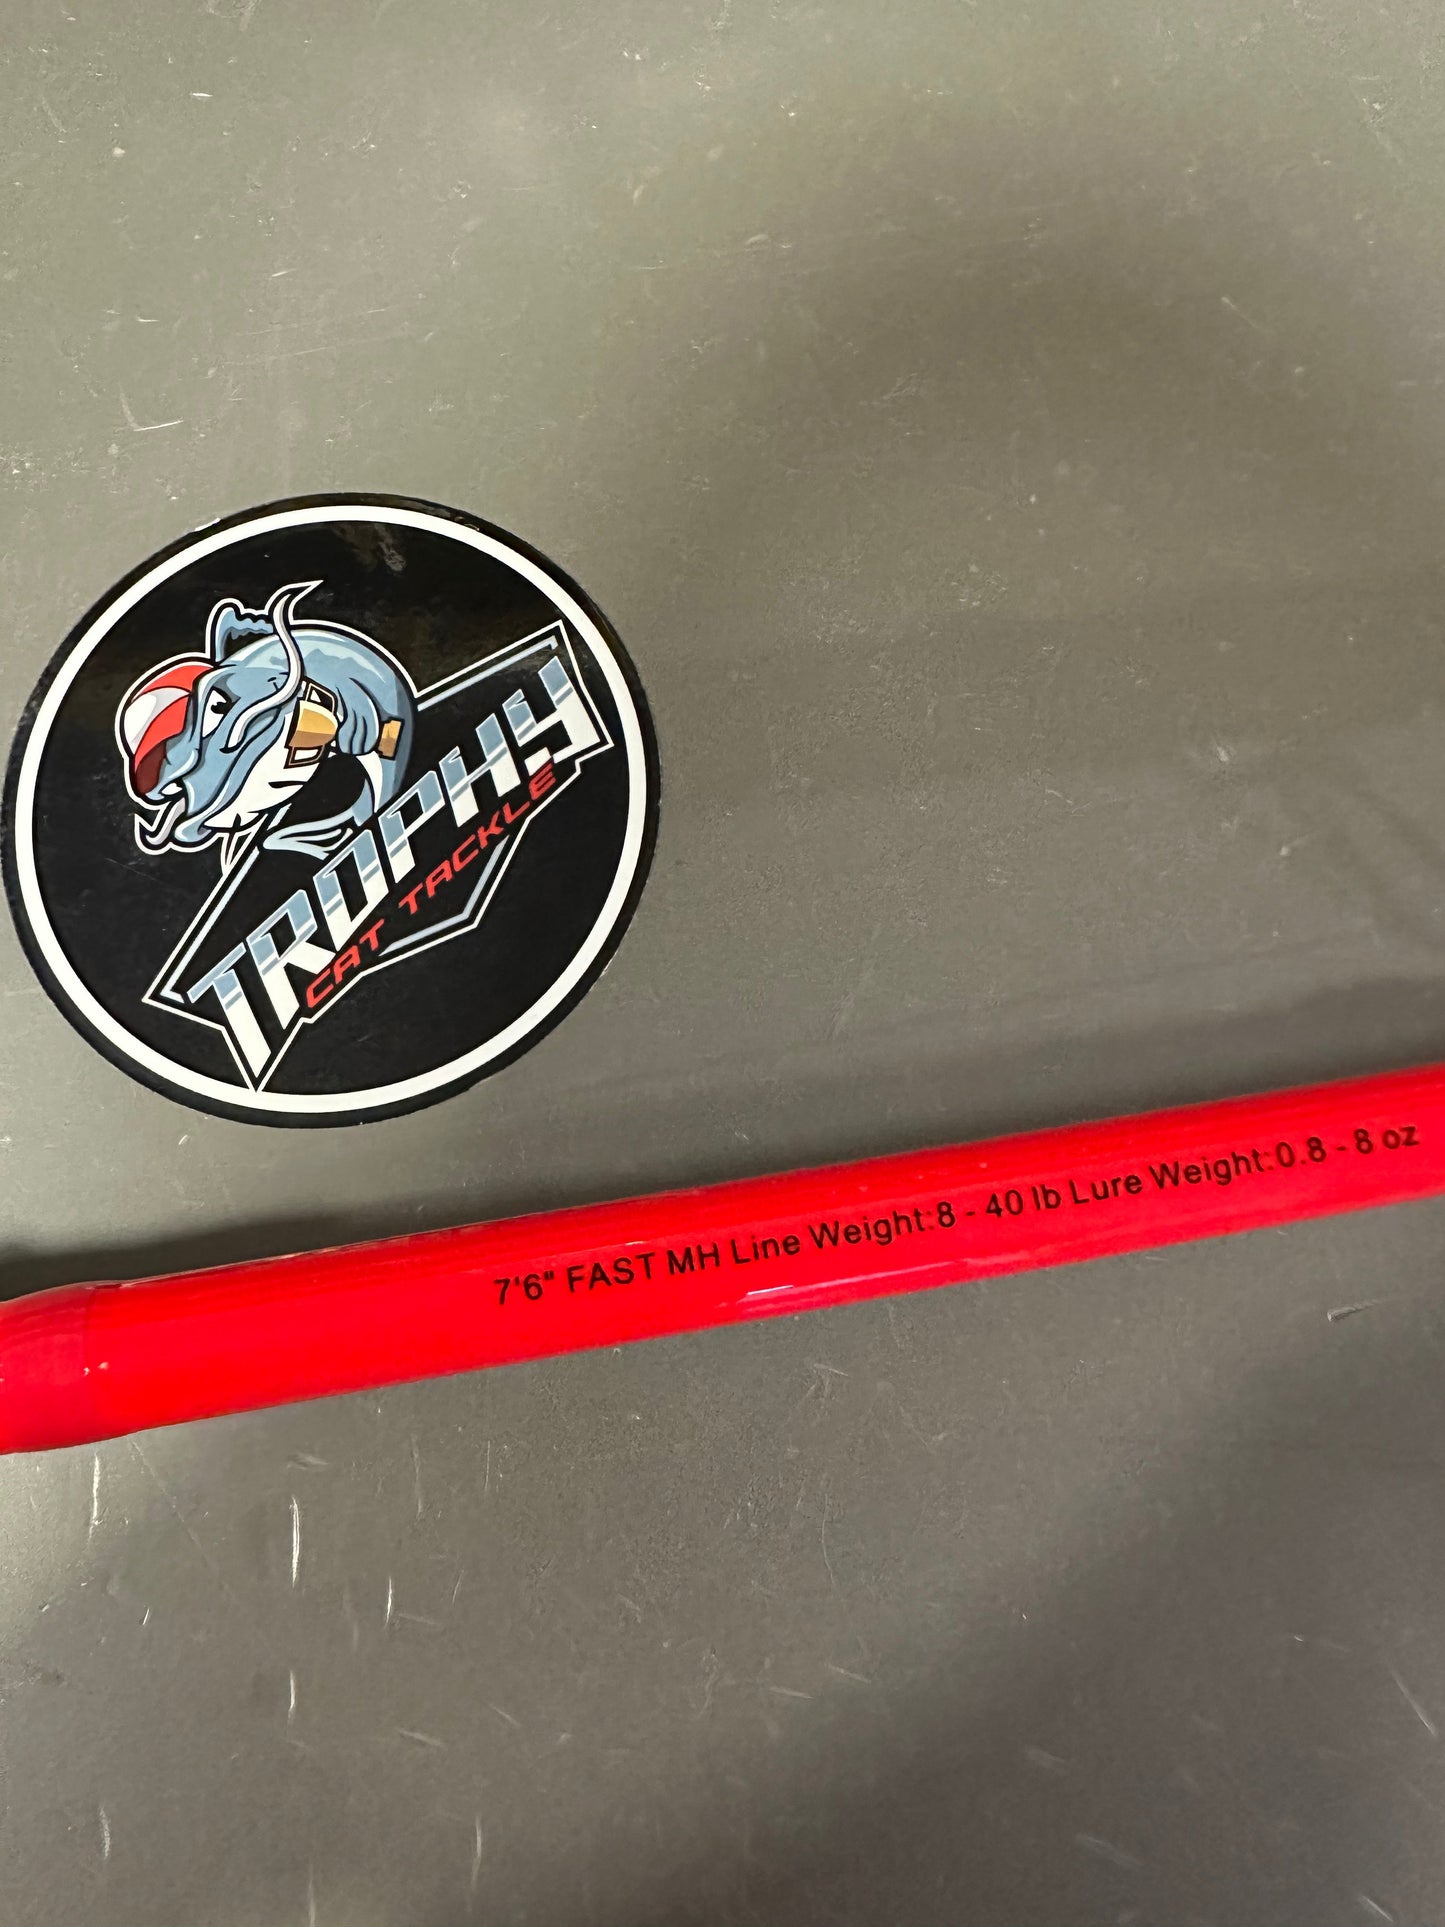 TROPHY
CAT TACKLE
7'6" FAST MH Line Weight:8 - 40 lb Lure Weight:0.8 - 8 oz